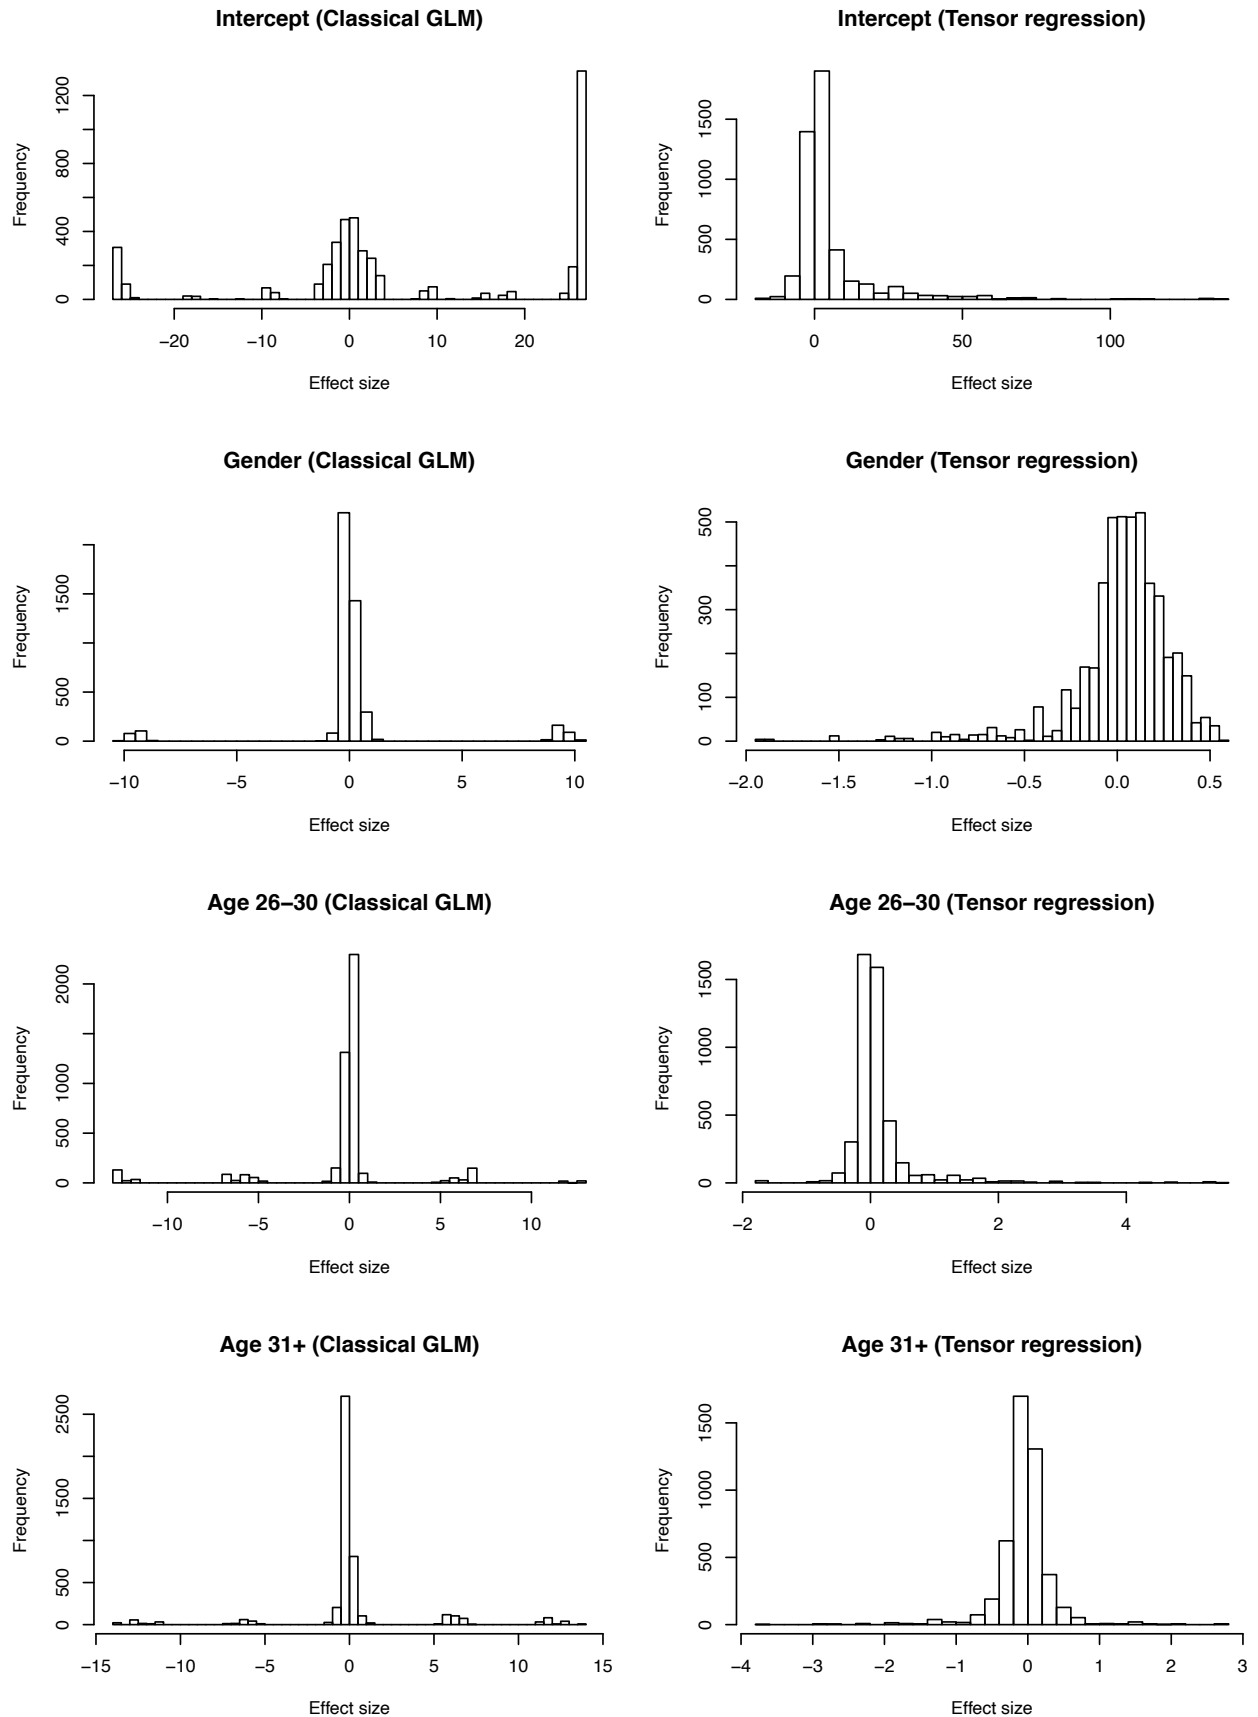 Intercept (Classical GLM)
Frequency
0 400 800 1200
−20 −10 0 10 20
Effect size
Intercept (Tensor regression)
Frequency
0 500 1000 1500
0 50 100
Effect size
Gender (Classical GLM)
Frequency
0 500 1500
−10 −5 0 5 10
Effect size
Gender (Tensor regression)
Frequency
0 100 300 500
−2.0 −1.5 −1.0 −0.5 0.0 0.5
Effect size
Age 26−30 (Classical GLM)
Frequency
0 500 1000 2000
−10 −5 0 5 10
Effect size
Age 26−30 (Tensor regression)
Frequency
0 500 1000 1500
−2 0 2 4
Effect size
Age 31+ (Classical GLM)
Frequency
0 500 1500 2500
−15 −10 −5 0 5 10 15
Effect size
Age 31+ (Tensor regression)
Frequency
0 500 1000 1500
−4 −3 −2 −1 0 1 2 3
Effect size